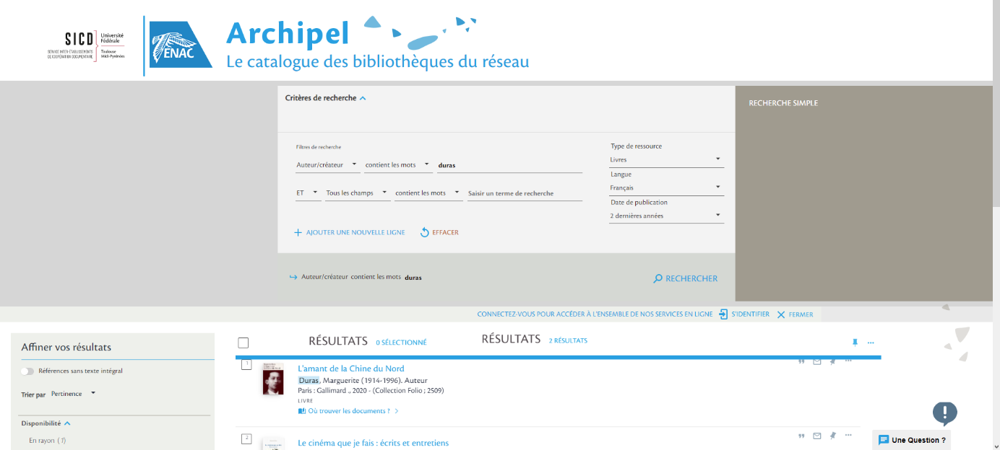 SICD
SERVICE INTER-ÉTABLISSEMENTS
DE COOPÉRATION DOCUMENTAIRE
Université
Fédérale
Toulouse
Midi-Pyrénées
ENAC
Archipel
Le catalogue des bibliothèques du réseau
Critères de recherche
RECHERCHE SIMPLE
Filtres de recherche
Auteur/créateur contient les mots duras
ET Tous les champs contient les mots Saisir un terme de recherche
Type de ressource
Livres
Langue
Français
Date de publication
2 dernières années
AJOUTER UNE NOUVELLE LIGNE EFFACER
Auteur/créateur contient les mots duras
RECHERCHER
CONNECTEZ-VOUS POUR ACCÉDER À L'ENSEMBLE DE NOS SERVICES EN LIGNE S'IDENTIFIER FERMER
Affiner vos résultats
Références sans texte intégral
Trier par Pertinence
Disponibilité
En rayon (1)
RÉSULTATS 0 SÉLECTIONNÉ RÉSULTATS 2 RÉSULTATS
1
L'amant de la Chine du Nord
Duras, Marguerite (1914-1996). Auteur
Paris : Gallimard ., 2020 - (Collection Folio ; 2509)
LIVRE
Où trouver les documents ?
2
Le cinéma que je fais : écrits et entretiens
Une Question ?